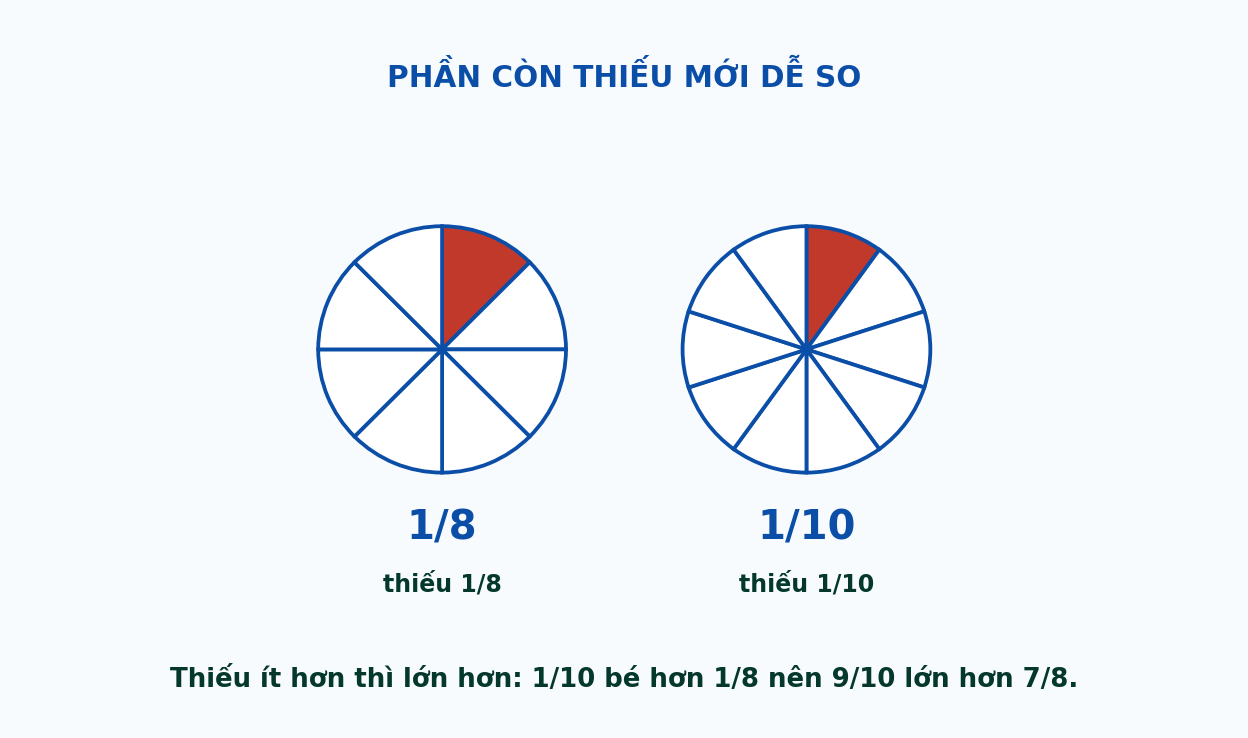 PHẦN CÒN THIẾU MỚI DỄ SO
1/8
1/10
thiếu 1/8
thiếu 1/10
Thiếu ít hơn thì lớn hơn: 1/10 bé hơn 1/8 nên 9/10 lớn hơn 7/8.